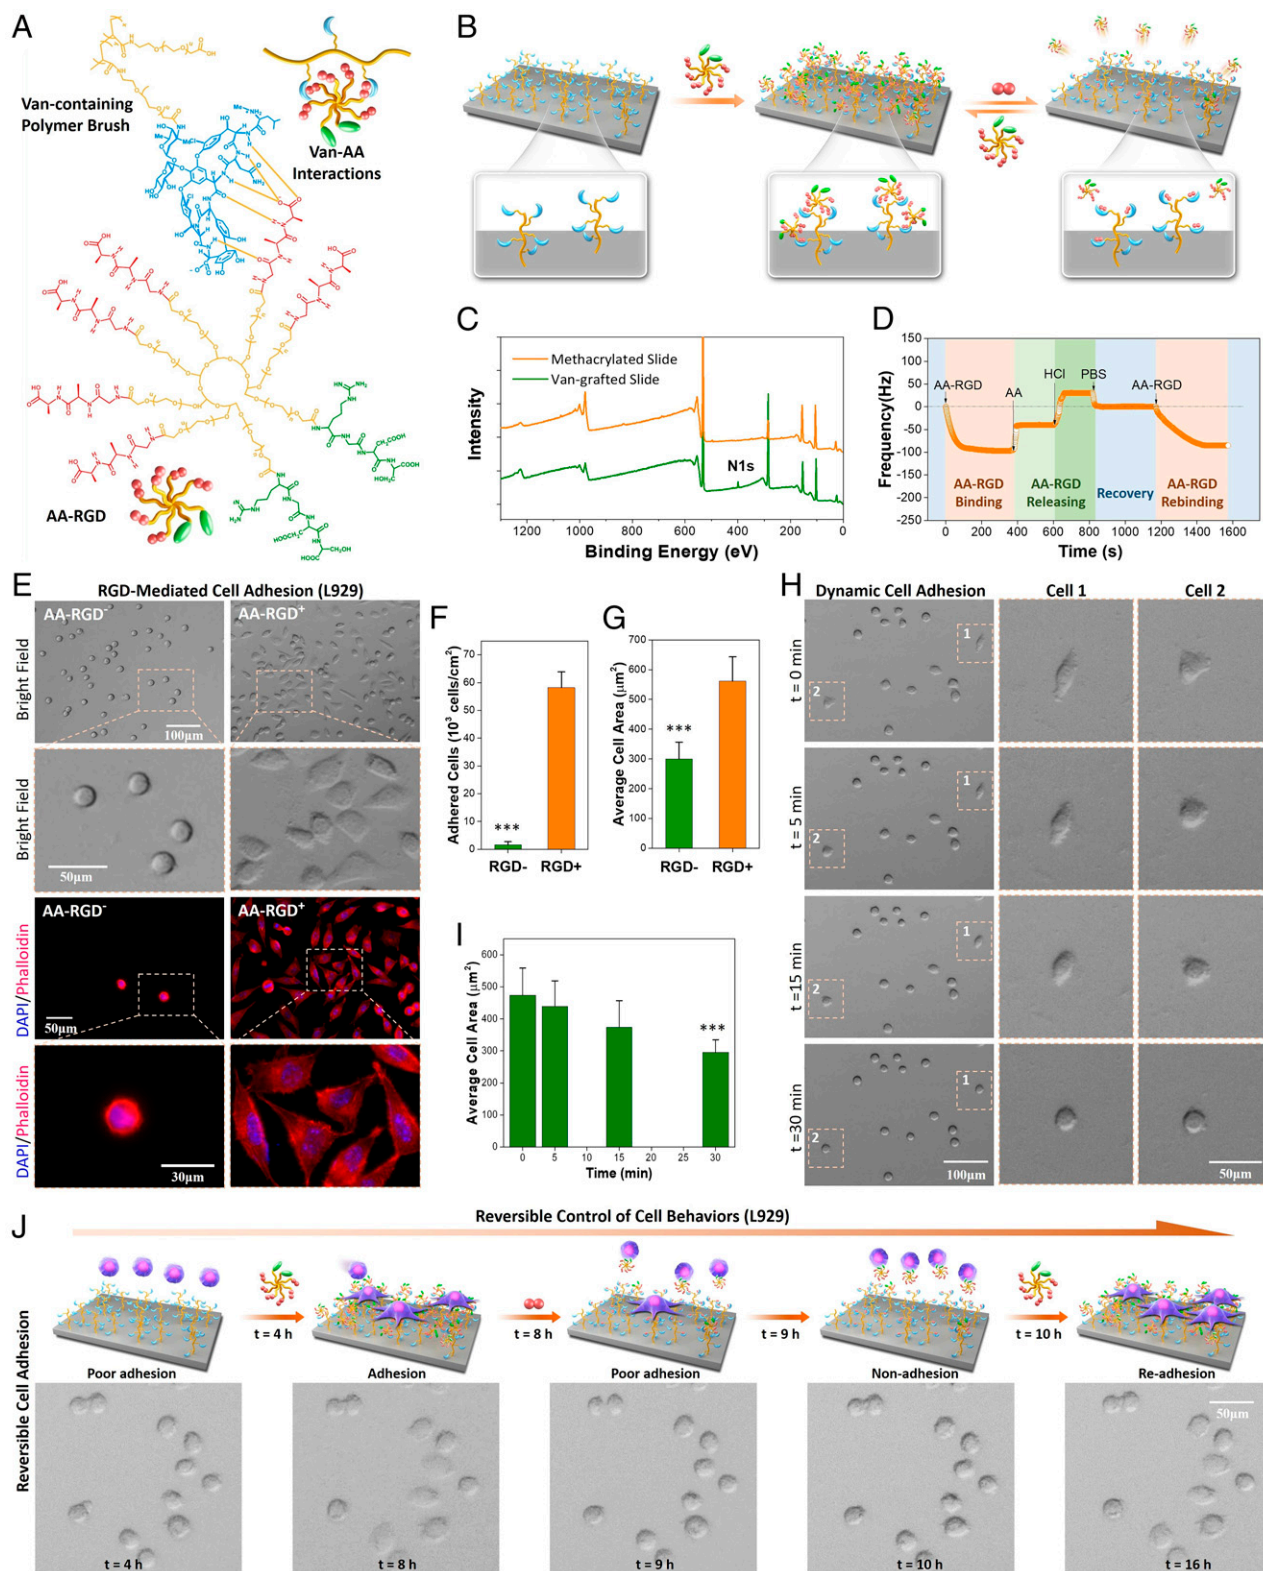 A
Van-containing
Polymer Brush
Van-AA
Interactions
AA-RGD
B
C
Methacrylated Slide
Van-grafted Slide
N1s
Intensity
1200 1000 800 600 400 200 0
Binding Energy (eV)
D
150
100
50
0
-50
-100
-150
-200
-250
Frequency(Hz)
AA-RGD
AA
HCl
PBS
AA-RGD
AA-RGD
Binding
AA-RGD
Releasing
Recovery
AA-RGD
Rebinding
0 200 400 600 800 1000 1200 1400 1600
Time (s)
E
RGD-Mediated Cell Adhesion (L929)
AA-RGD-
AA-RGD+
Bright Field
100μm
Bright Field
50μm
AA-RGD-
AA-RGD+
DAPI/Phalloidin
50μm
DAPI/Phalloidin
30μm
F
Adhered Cells (10³ cells/cm²)
70
60
50
40
30
20
10
0
***
RGD- RGD+
G
Average Cell Area (μm²)
700
600
500
400
300
200
100
0
***
RGD- RGD+
H
Dynamic Cell Adhesion
Cell 1
Cell 2
t = 0 min
1
2
t = 5 min
1
2
t =15 min
1
2
t =30 min
1
2
100μm
50μm
I
Average Cell Area (μm²)
600
500
400
300
200
100
0
***
0 5 10 15 20 25 30
Time (min)
J
Reversible Control of Cell Behaviors (L929)
t = 4 h
t = 8 h
t = 9 h
t = 10 h
Reversible Cell Adhesion
Poor adhesion
Adhesion
Poor adhesion
Non-adhesion
Re-adhesion
50μm
t = 4 h
t = 8 h
t = 9 h
t = 10 h
t = 16 h